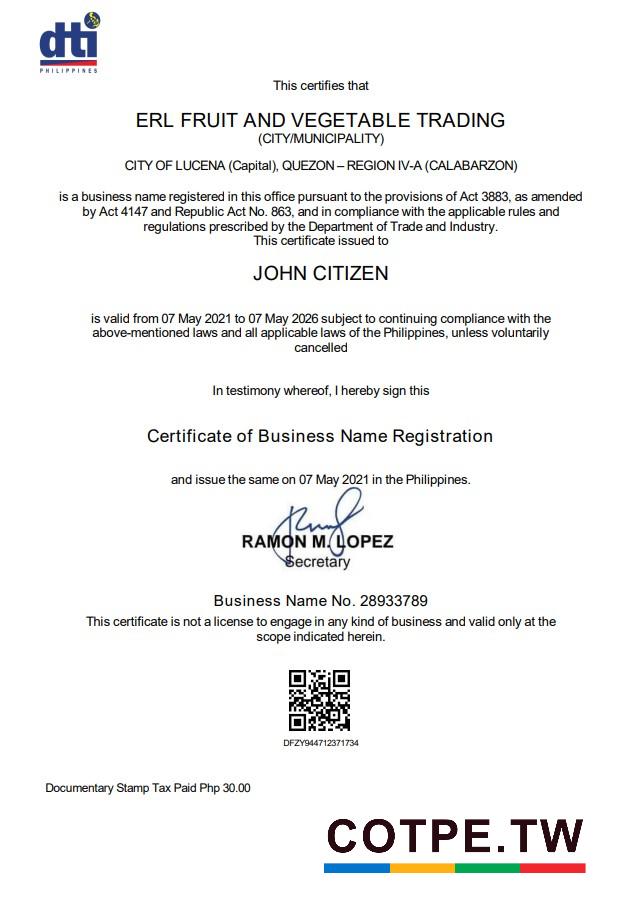 dti
PHILIPPINES
This certifies that
ERL FRUIT AND VEGETABLE TRADING
(CITY/MUNICIPALITY)
CITY OF LUCENA (Capital), QUEZON – REGION IV-A (CALABARZON)
is a business name registered in this office pursuant to the provisions of Act 3883, as amended
by Act 4147 and Republic Act No. 863, and in compliance with the applicable rules and
regulations prescribed by the Department of Trade and Industry.
This certificate issued to
JOHN CITIZEN
is valid from 07 May 2021 to 07 May 2026 subject to continuing compliance with the
above-mentioned laws and all applicable laws of the Philippines, unless voluntarily
cancelled
In testimony whereof, I hereby sign this
Certificate of Business Name Registration
and issue the same on 07 May 2021 in the Philippines.
RAMON M. LOPEZ
Secretary
Business Name No. 28933789
This certificate is not a license to engage in any kind of business and valid only at the
scope indicated herein.
DFZY944712371734
Documentary Stamp Tax Paid Php 30.00
COTPE.TW